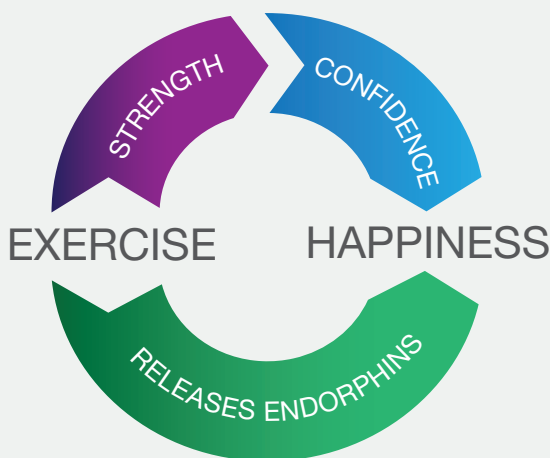 STRENGTH
CONFIDENCE
EXERCISE
HAPPINESS
RELEASES ENDORPHINS